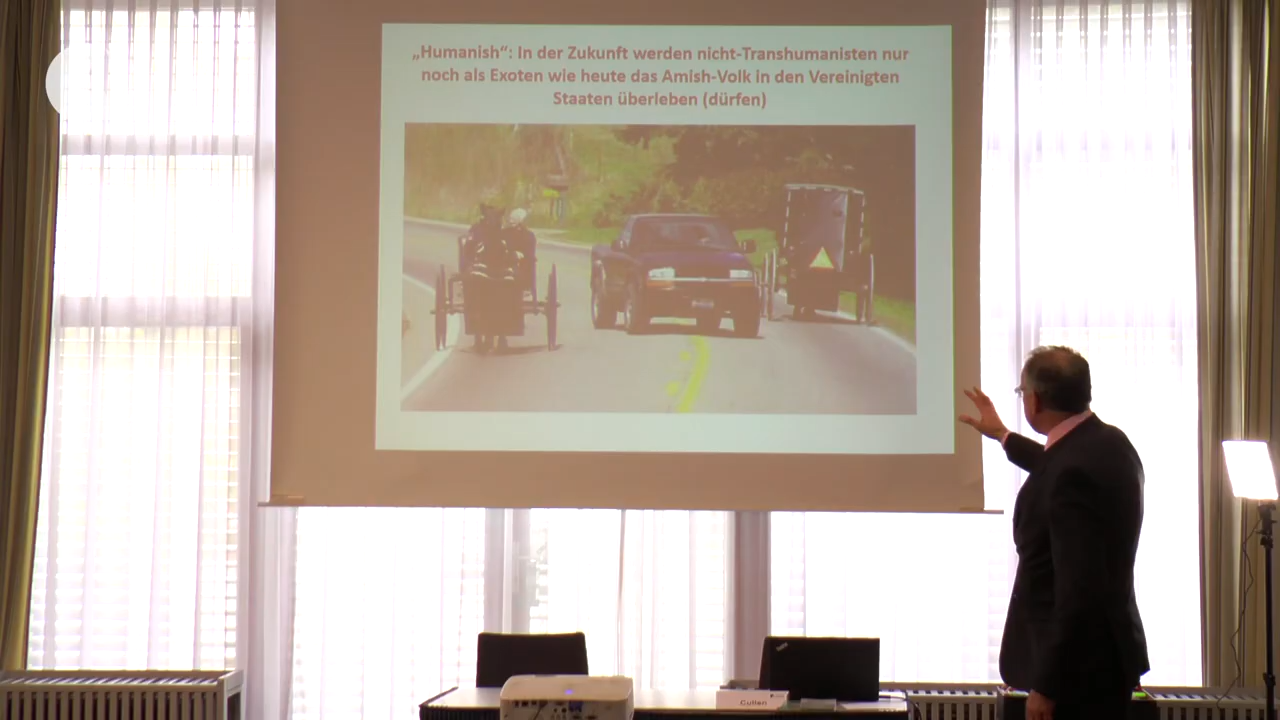 „Humanish“: In der Zukunft werden nicht-Transhumanisten nur
noch als Exoten wie heute das Amish-Volk in den Vereinigten
Staaten überleben (dürfen)
Cullen